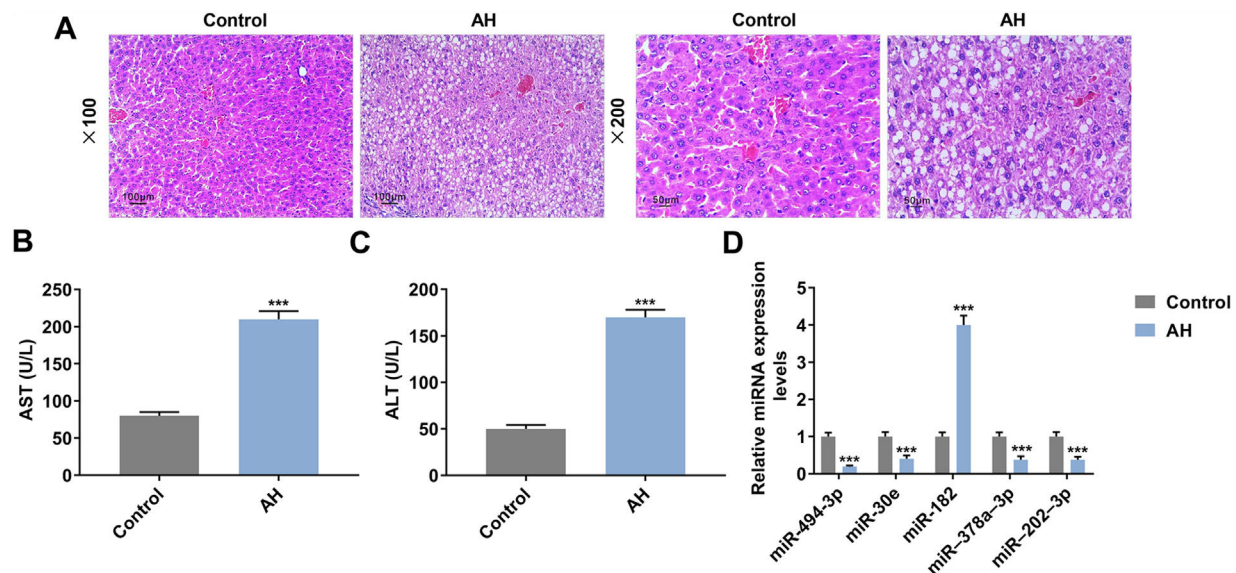 A
Control
AH
Control
AH
×100
×200
100μm
100μm
50μm
50μm
B
AST (U/L)
250
200
150
100
50
0
***
Control
AH
C
ALT (U/L)
200
150
100
50
0
***
Control
AH
D
Relative miRNA expression
levels
5
4
3
2
1
0
***
***
***
***
***
miR-494-3p
miR-30e
miR-182
miR–378a–3p
miR–202–3p
Control
AH